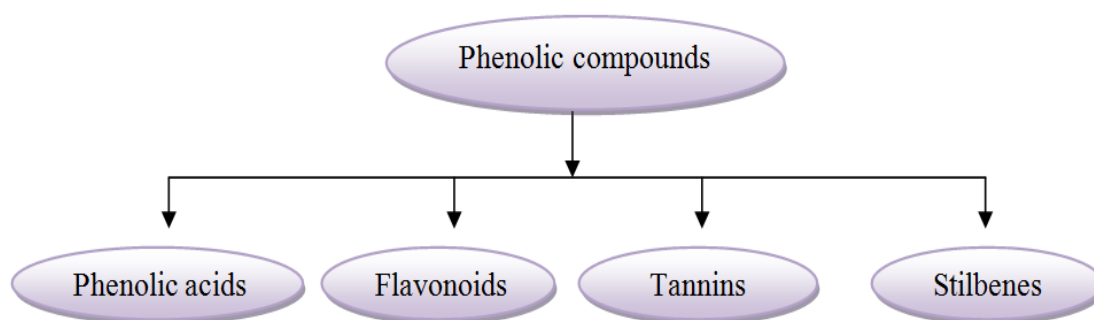 Phenolic compounds
Phenolic acids
Flavonoids
Tannins
Stilbenes